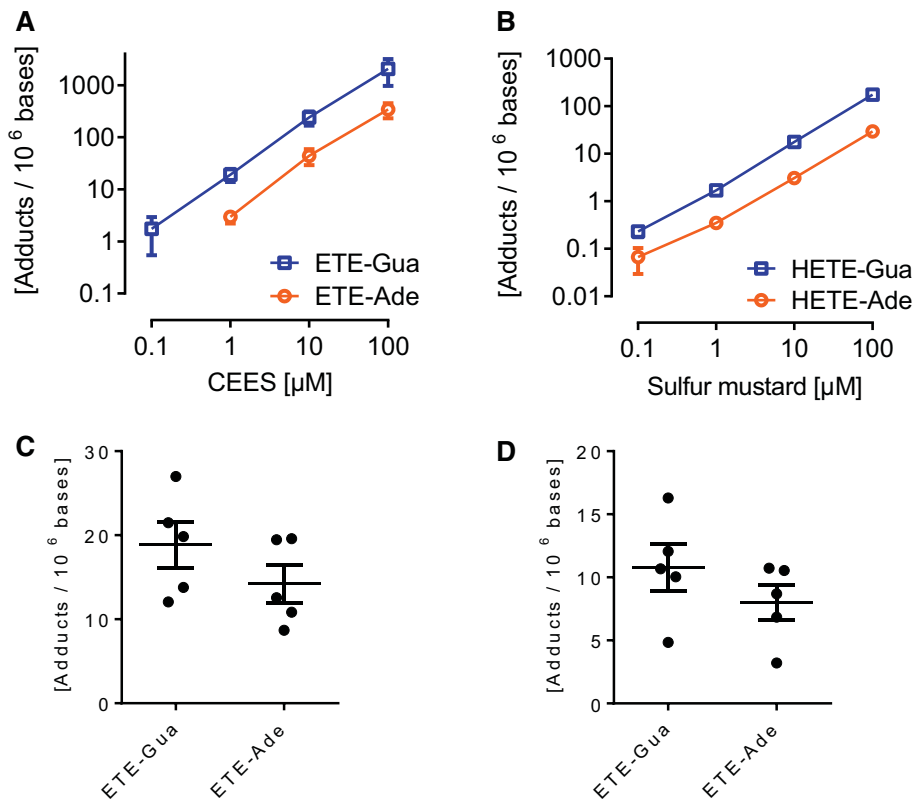 A
[Adducts / 10 6 bases]
1000
100
10
1
0.1
ETE-Gua
ETE-Ade
0.1 1 10 100
CEES [µM]
B
[Adducts / 10 6 bases]
1000
100
10
1
0.1
0.01
HETE-Gua
HETE-Ade
0.1 1 10 100
Sulfur mustard [µM]
C
[Adducts / 10 6 bases]
30
20
10
0
ETE-Gua
ETE-Ade
D
[Adducts / 10 6 bases]
20
15
10
5
0
ETE-Gua
ETE-Ade